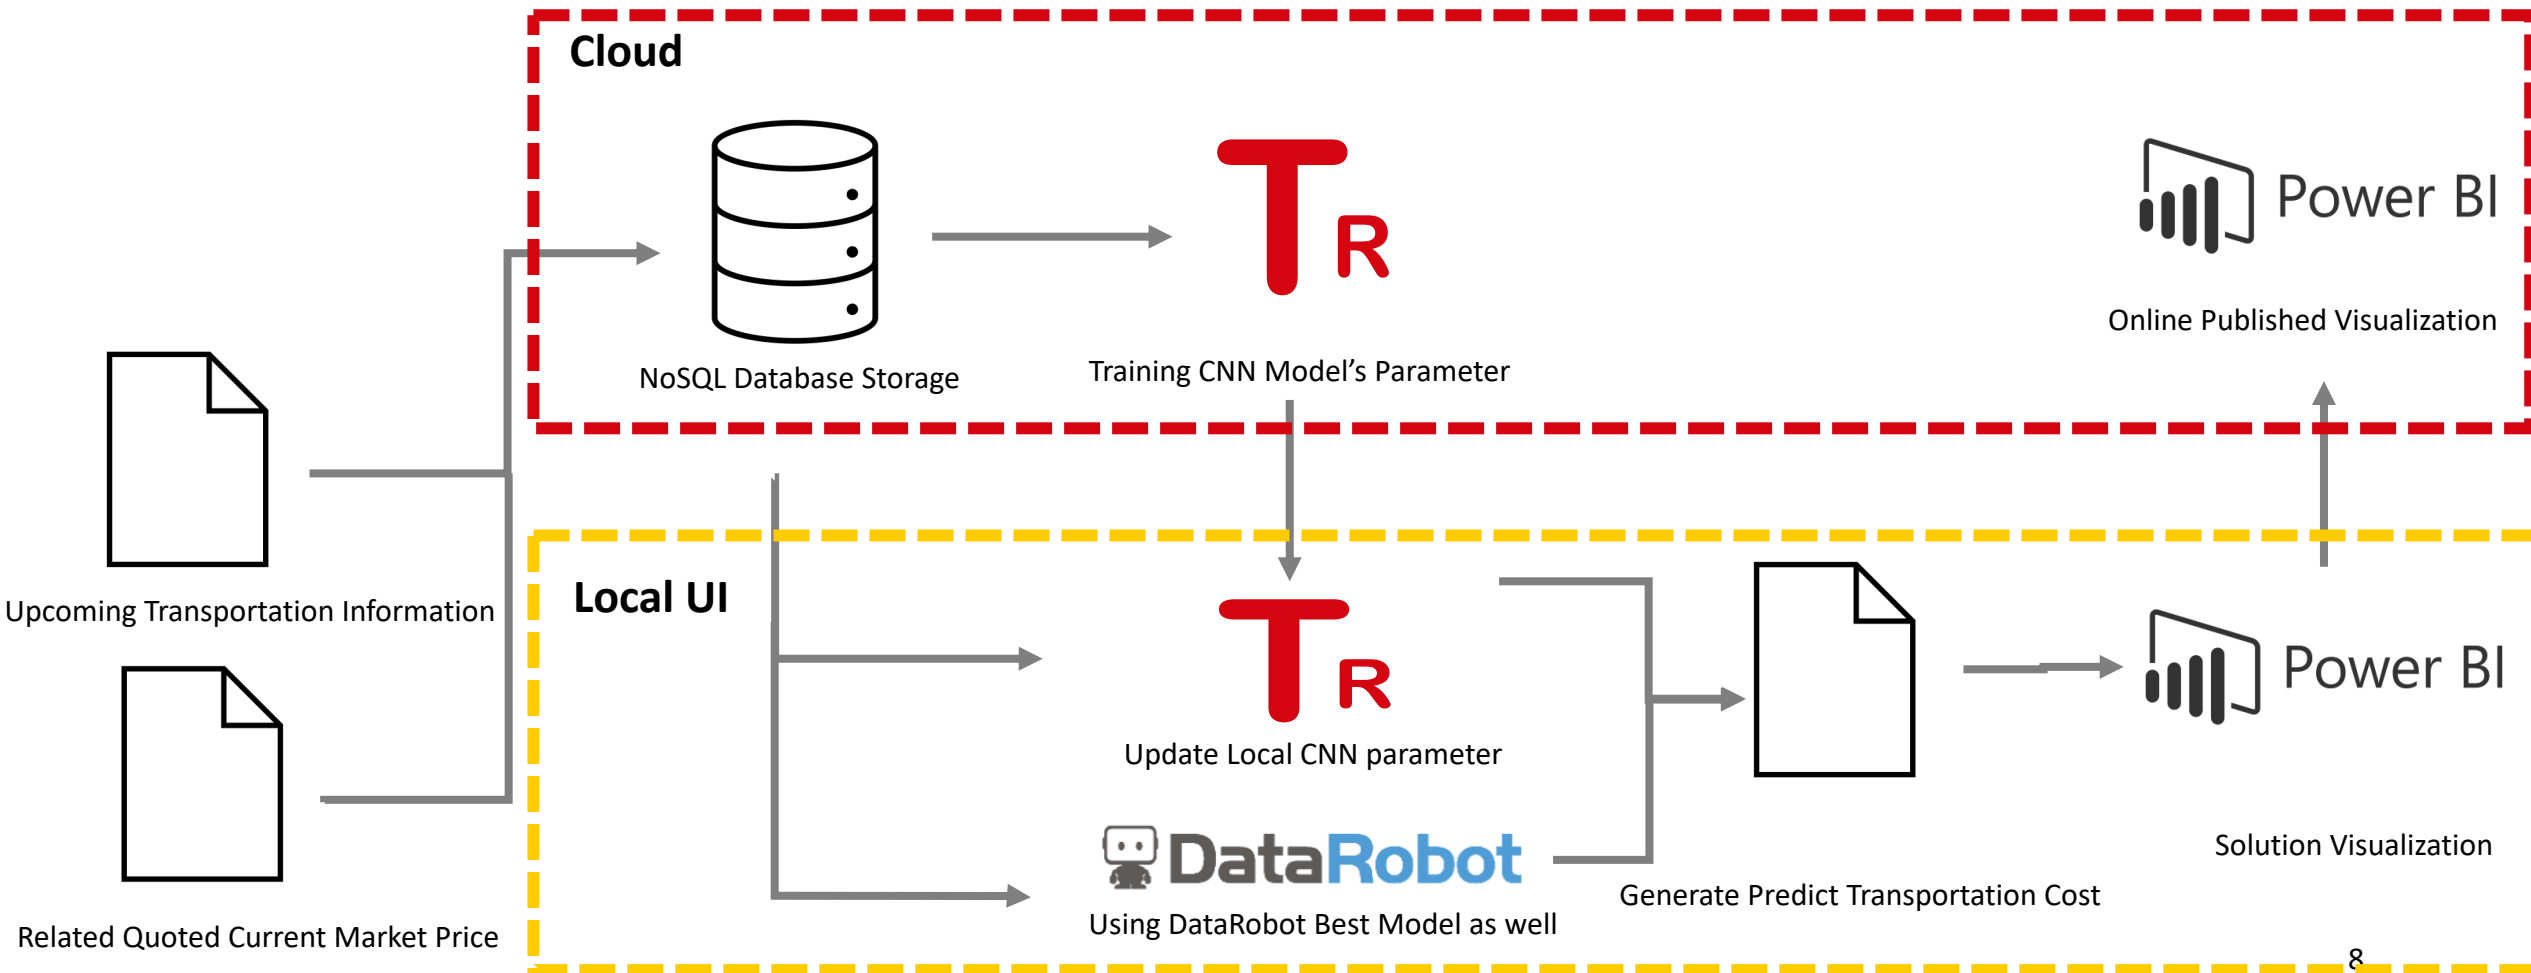 Cloud
TR
Power BI
Online Published Visualization
NoSQL Database Storage
Training CNN Model’s Parameter
Upcoming Transportation Information
Local UI
TR
Power BI
Update Local CNN parameter
DataRobot
Solution Visualization
Generate Predict Transportation Cost
Using DataRobot Best Model as well
Related Quoted Current Market Price
8